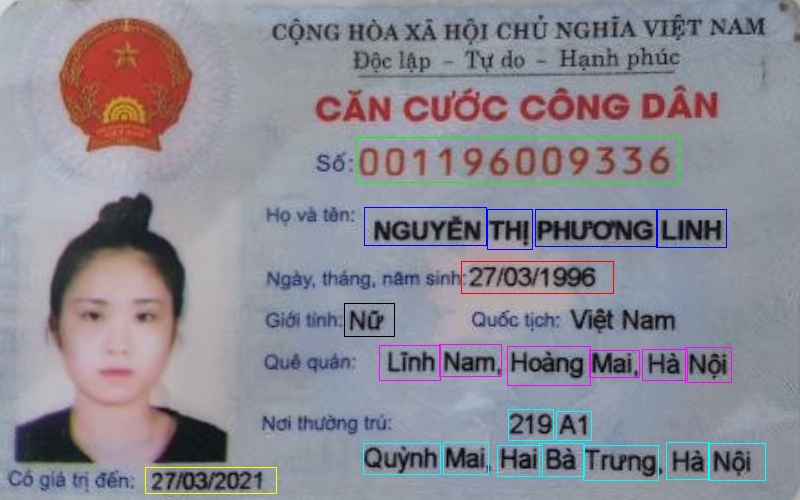 CỘNG HÒA XÃ HỘI CHỦ NGHĨA VIỆT NAM
Độc lập - Tự do - Hạnh phúc
CĂN CƯỚC CÔNG DÂN
Số: 001196009336
Họ và tên: NGUYỄN THỊ PHƯƠNG LINH
Ngày, tháng, năm sinh: 27/03/1996
Giới tính: Nữ Quốc tịch: Việt Nam
Quê quán: Lĩnh Nam, Hoàng Mai, Hà Nội
Nơi thường trú: 219 A1
Quỳnh Mai, Hai Bà Trưng, Hà Nội
Có giá trị đến: 27/03/2021